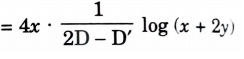 = 4x · 1/(2D – D′) log (x + 2y)